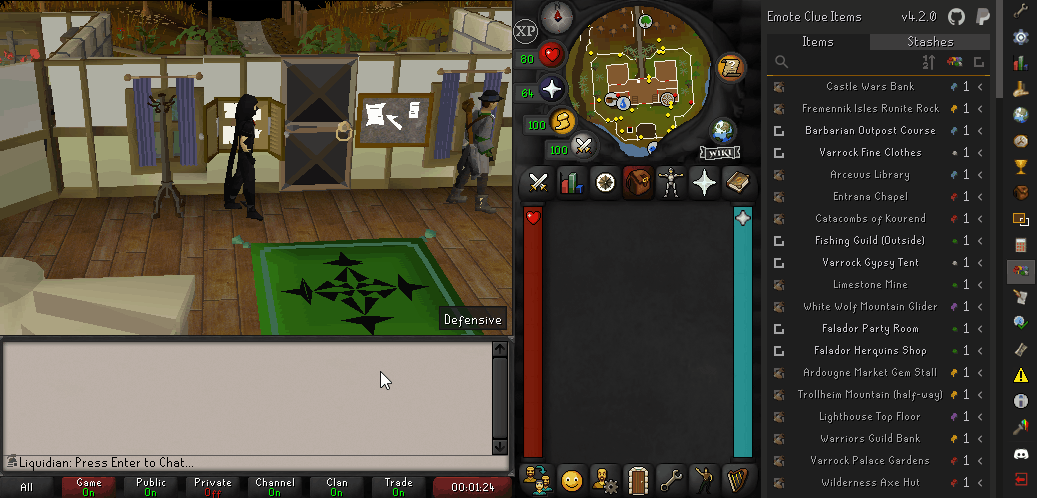 Defensive
Liquidian: Press Enter to Chat...
All
Game
On
Public
On
Private
Off
Channel
On
Clan
On
Trade
On
00:01:24
N
XP
80
64
100
100
WIKI
Emote Clue Items v4.2.0
Items Stashes
Castle Wars Bank 1
Fremennik Isles Runite Rock 1
Barbarian Outpost Course 1
Varrock Fine Clothes 1
Arceuus Library 1
Entrana Chapel 1
Catacombs of Kourend 1
Fishing Guild (Outside) 1
Varrock Gypsy Tent 1
Limestone Mine 1
White Wolf Mountain Glider 1
Falador Party Room 1
Falador Herquins Shop 1
Ardougne Market Gem Stall 1
Trollheim Mountain (half-way) 1
Lighthouse Top Floor 1
Warriors Guild Bank 1
Varrock Palace Gardens 1
Wilderness Axe Hut 1